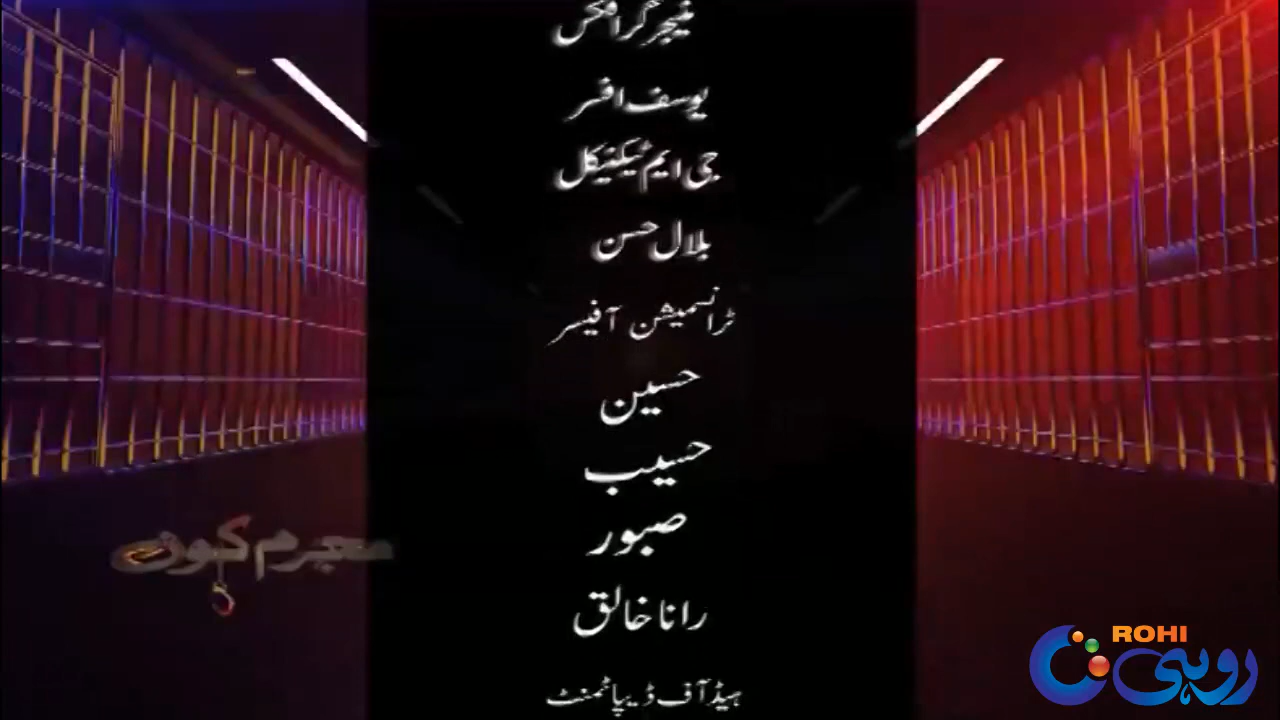 منیجر گرافکس
یوسف افسر
جی ایم ٹیکنیکل
بلال حسن
ٹرانسمیشن آفیسر
حسین
حسیب
صبور
رانا خالق
ہیڈ آف ڈیپاٹمنٹ
مجرم کون
ROHI
روہی